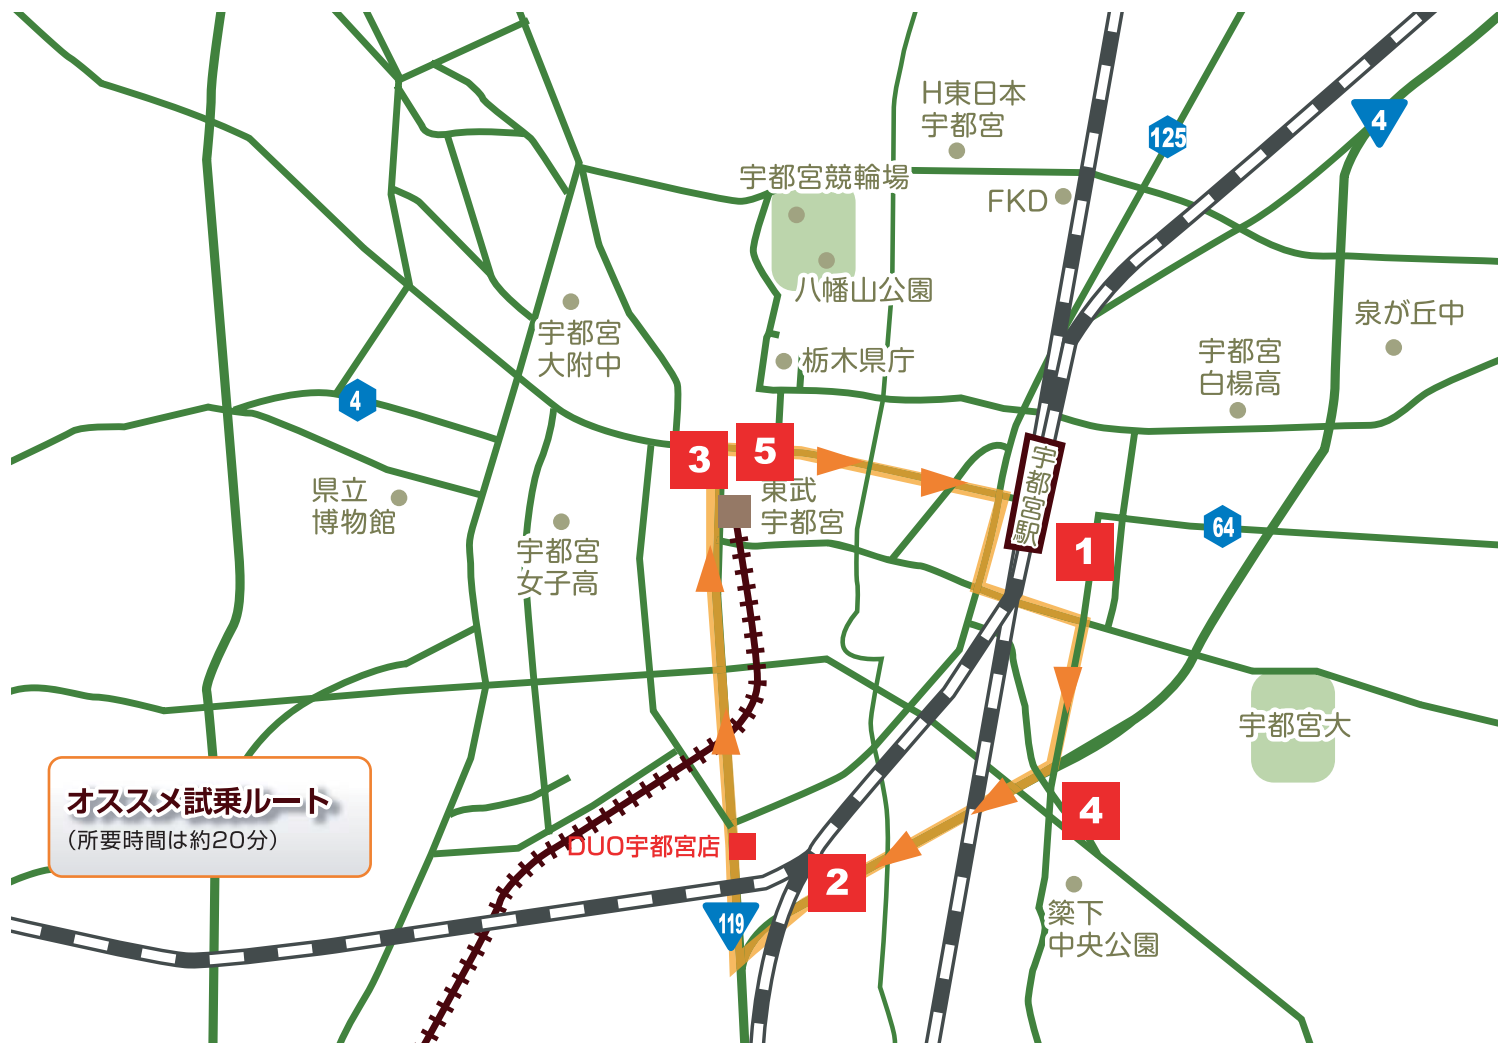 H東日本
宇都宮
125
4
宇都宮競輪場
FKD
八幡山公園
泉が丘中
宇都宮
大附中
栃木県庁
宇都宮
白楊高
4
3
5
宇都宮駅
県立
博物館
東武
宇都宮
64
宇都宮
女子高
1
宇都宮大
オススメ試乗ルート
（所要時間は約20分）
4
DUO宇都宮店
2
119
簗下
中央公園